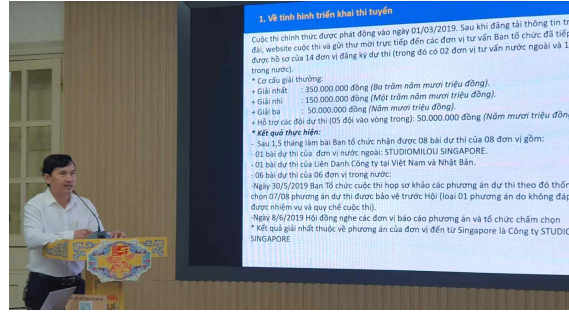 1. Về tình hình triển khai thi tuyển
Cuộc thi chính thức được phát động vào ngày 01/03/2019. Sau khi đăng tải thông tin tr
đài, website cuộc thi và gửi thư mời trực tiếp đến các đơn vị tư vấn Ban tổ chức đã tiếp
được hồ sơ của 14 đơn vị đăng ký dự thi (trong đó có 02 đơn vị tư vấn nước ngoài và 1
trong nước).
* Cơ cấu giải thưởng:
+ Giải nhất : 350.000.000 đồng (Ba trăm năm mươi triệu đồng).
+ Giải nhì : 150.000.000 đồng (Một trăm năm mươi triệu đồng).
+ Giải ba : 50.000.000 đồng (Năm mươi triệu đồng).
+ Hỗ trợ các đội dự thi (05 đội vào vòng trong): 50.000.000 đồng (Năm mươi triệu đồn
* Kết quả thực hiện:
- Sau 1,5 tháng làm bài Ban tổ chức nhận được 08 bài dự thi của 08 đơn vị gồm:
- 01 bài dự thi của đơn vị nước ngoài: STUDIOMILOU SINGAPORE.
- 01 bài dự thi của Liên Danh Công ty tại Việt Nam và Nhật Bản.
- 06 bài dự thi của 06 đơn vị trong nước:
-Ngày 30/5/2019 Ban Tổ chức cuộc thi họp sơ khảo các phương án dự thi theo đó thốn
chọn 07/08 phương án dự thi được bảo vệ trước Hội (loại 01 phương án do không đáp
được nhiệm vụ và quy chế cuộc thi).
-Ngày 8/6/2019 Hội đồng nghe các đơn vị báo cáo phương án và tổ chức chấm chọn
* Kết quả giải nhất thuộc về phương án của đơn vị đến từ Singapore là Công ty STUDIO
SINGAPORE